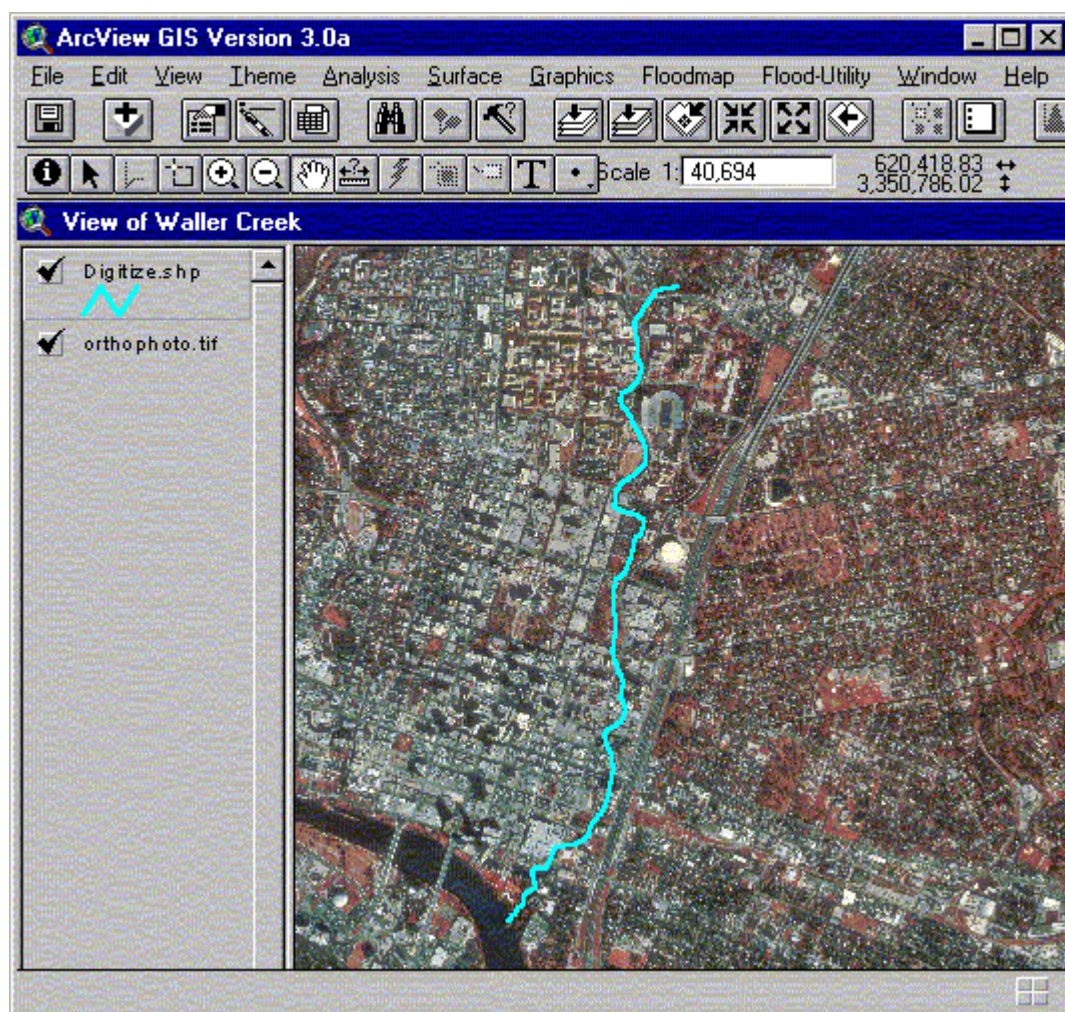 ArcView GIS Version 3.0a
File Edit View Theme Analysis Surface Graphics Floodmap Flood-Utility Window Help
T Scale 1: 40,694 620,418.83
3,350,786.02
View of Waller Creek
Digitize.shp
orthophoto.tif